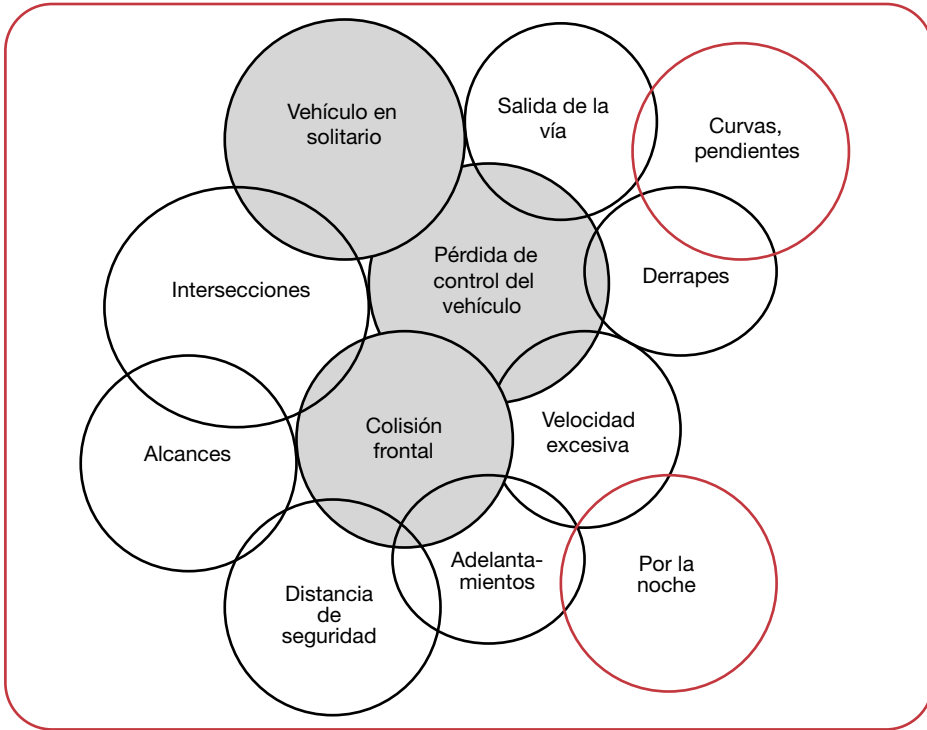 Vehículo en
solitario
Salida de la
vía
Curvas,
pendientes
Intersecciones
Pérdida de
control del
vehículo
Derrapes
Alcances
Colisión
frontal
Velocidad
excesiva
Distancia
de
seguridad
Adelanta-
mientos
Por la
noche